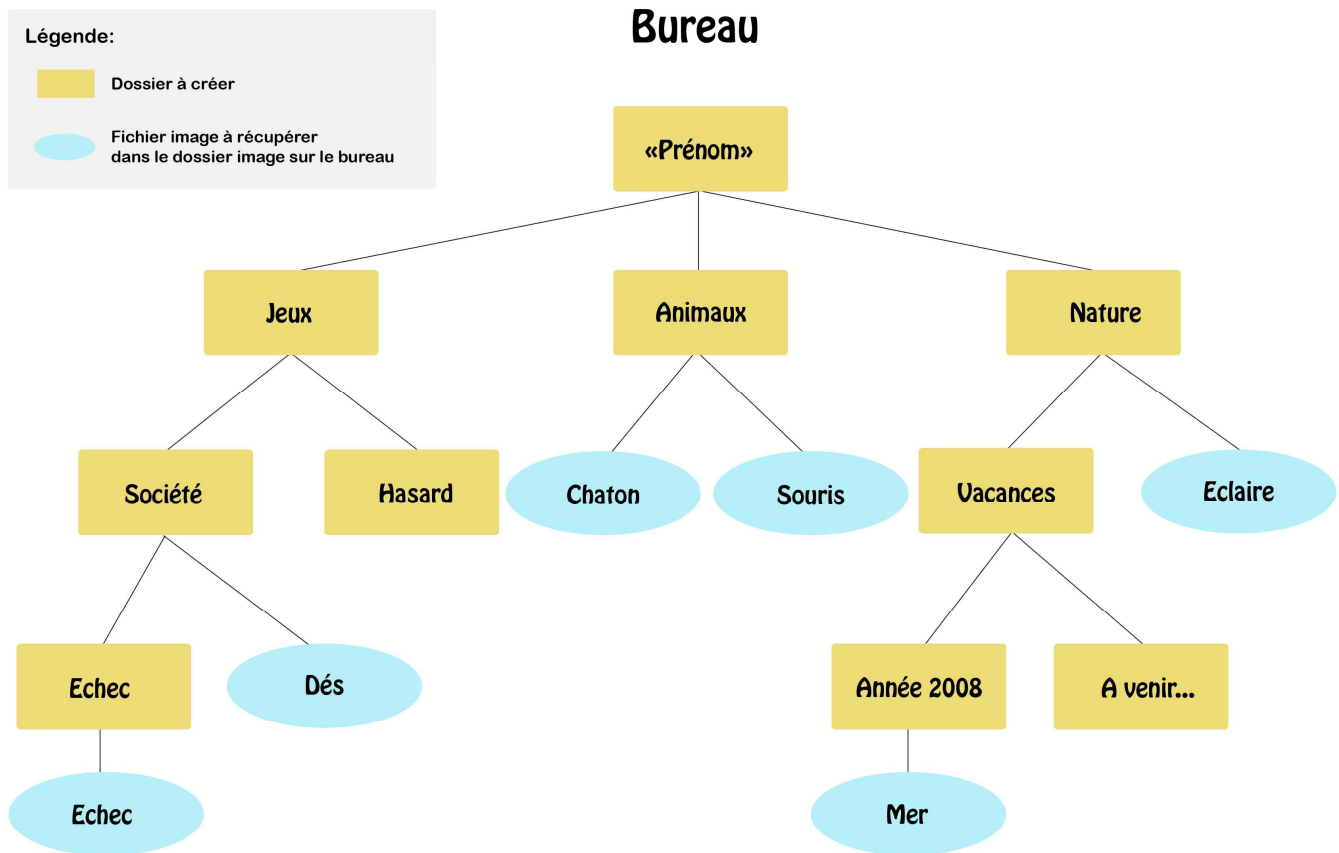 Bureau
Légende:
Dossier à créer
Fichier image à récupérer
dans le dossier image sur le bureau
«Prénom»
Jeux
Animaux
Nature
Société
Hasard
Chaton
Souris
Vacances
Eclaire
Echec
Dés
Année 2008
A venir...
Echec
Mer